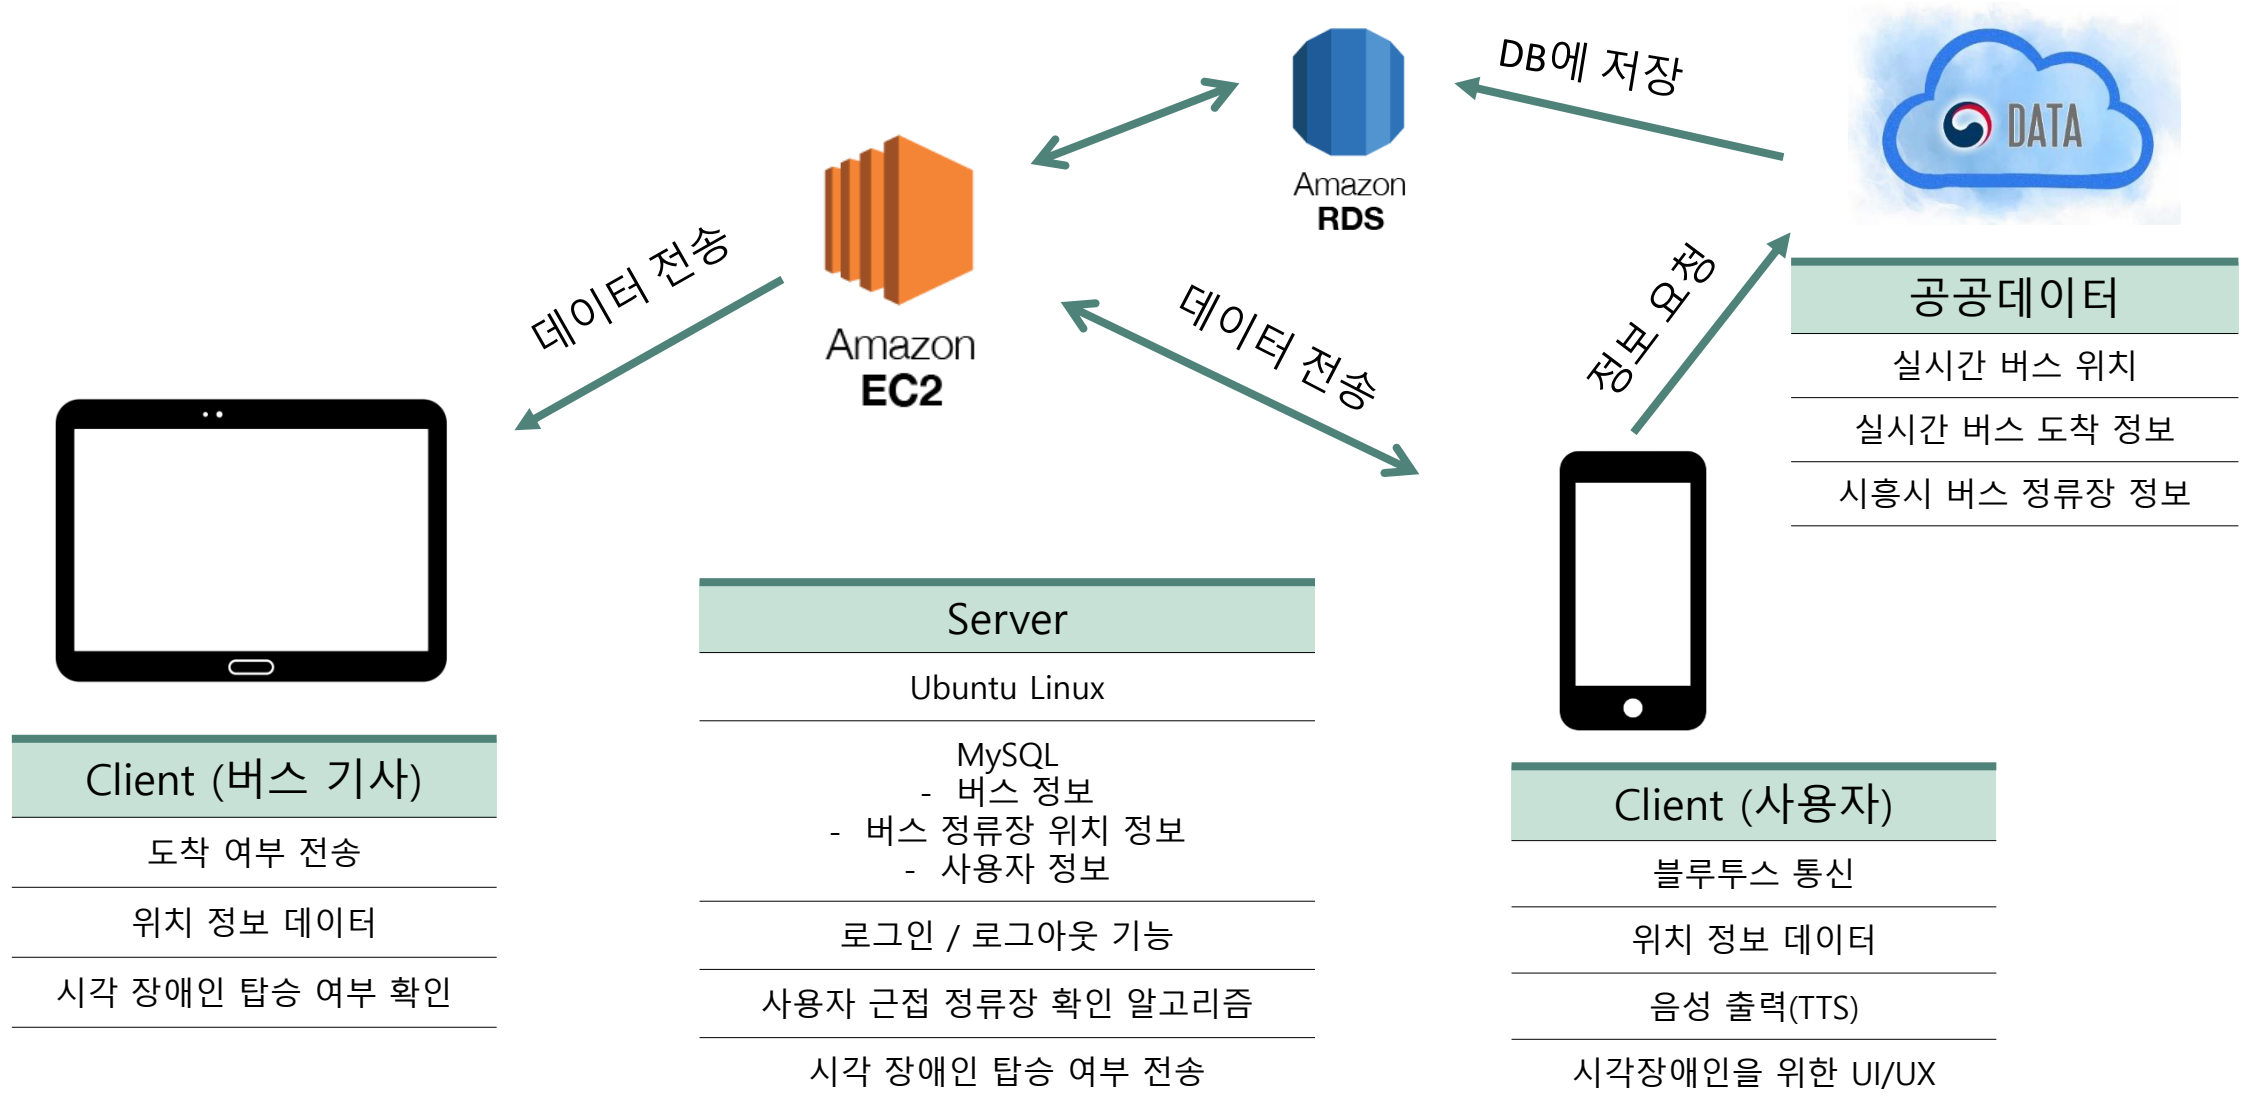 DB에 저장
DATA
Amazon
RDS
데이터 전송
Amazon
EC2
데이터 전송
정보 요청
공공데이터
실시간 버스 위치
실시간 버스 도착 정보
시흥시 버스 정류장 정보
Server
Ubuntu Linux
MySQL
- 버스 정보
- 버스 정류장 위치 정보
- 사용자 정보
로그인 / 로그아웃 기능
사용자 근접 정류장 확인 알고리즘
시각 장애인 탑승 여부 전송
Client (버스 기사)
도착 여부 전송
위치 정보 데이터
시각 장애인 탑승 여부 확인
Client (사용자)
블루투스 통신
위치 정보 데이터
음성 출력(TTS)
시각장애인을 위한 UI/UX